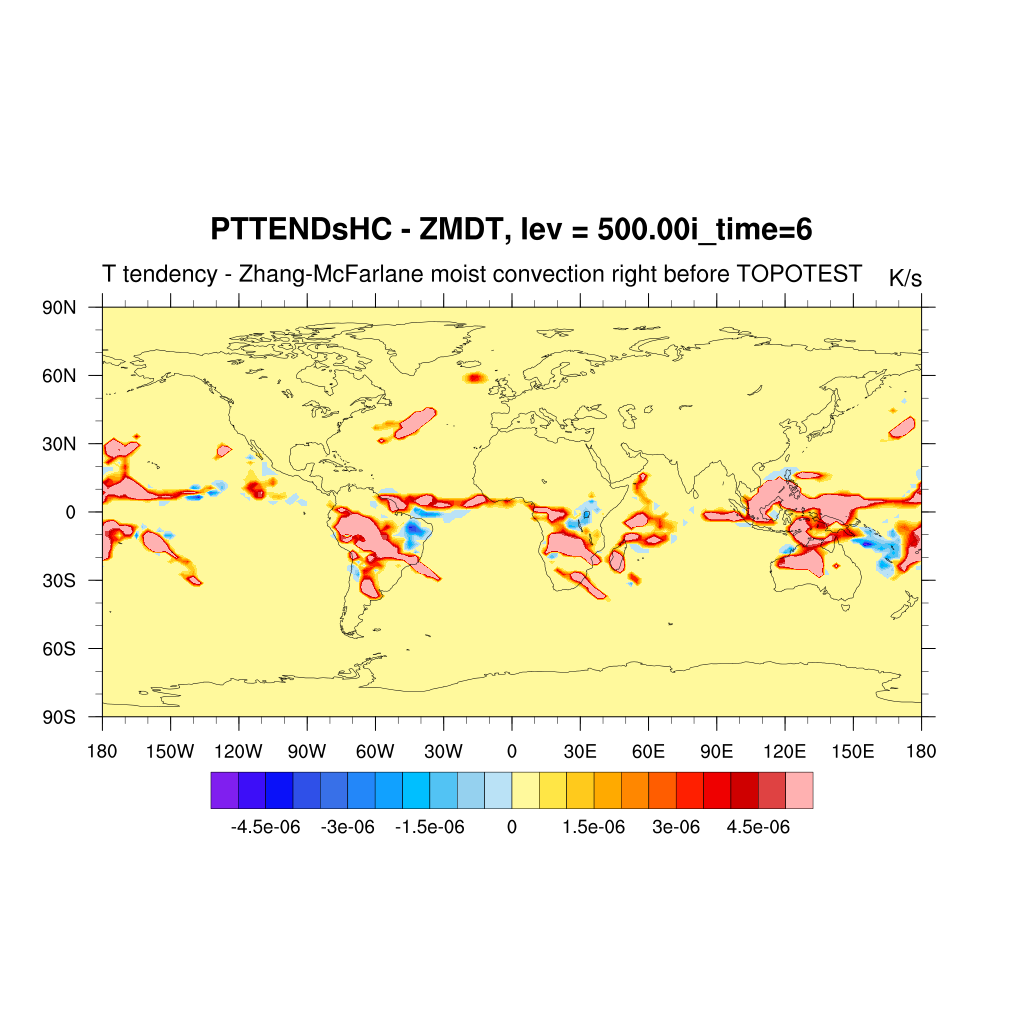 PTTENDsHC - ZMDT, lev = 500.00i_time=6
T tendency - Zhang-McFarlane moist convection right before TOPOTEST K/s
90N
60N
30N
0
30S
60S
90S
180 150W 120W 90W 60W 30W 0 30E 60E 90E 120E 150E 180
-4.5e-06 -3e-06 -1.5e-06 0 1.5e-06 3e-06 4.5e-06